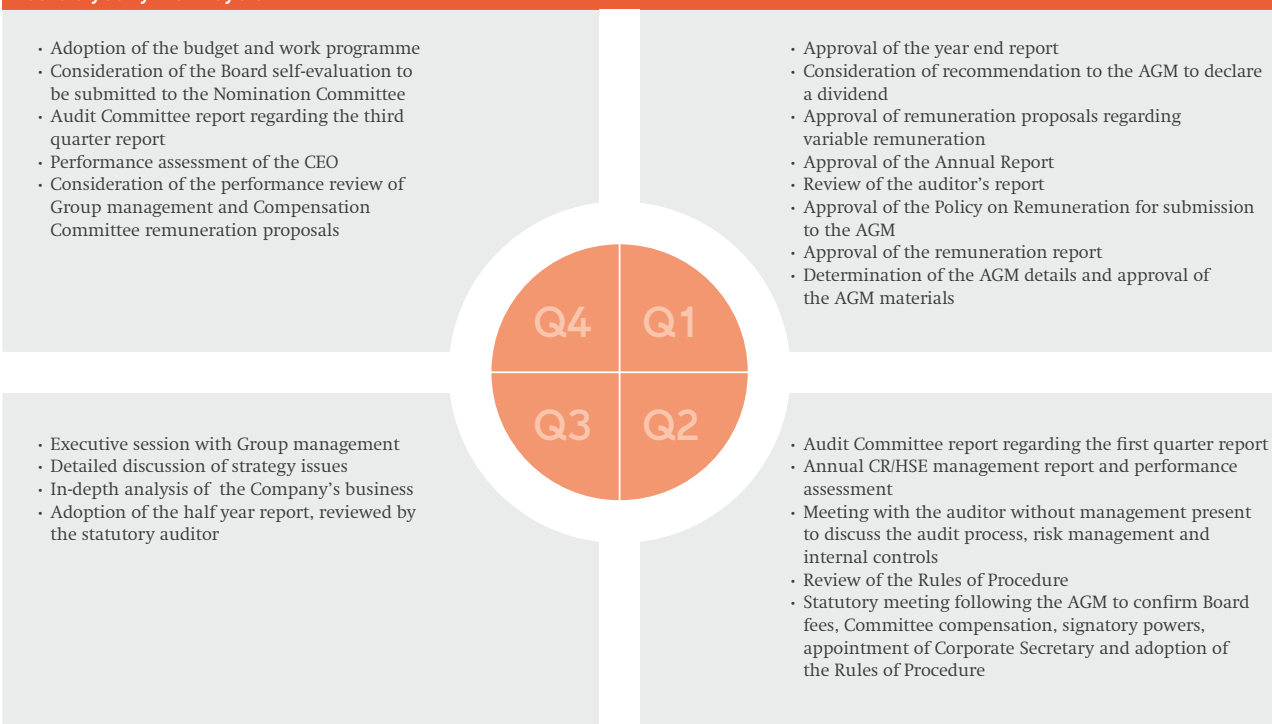 · Adoption of the budget and work programme
· Consideration of the Board self-evaluation to
be submitted to the Nomination Committee
· Audit Committee report regarding the third
quarter report
· Performance assessment of the CEO
· Consideration of the performance review of
Group management and Compensation
Committee remuneration proposals
· Approval of the year end report
· Consideration of recommendation to the AGM to declare
a dividend
· Approval of remuneration proposals regarding
variable remuneration
· Approval of the Annual Report
· Review of the auditor’s report
· Approval of the Policy on Remuneration for submission
to the AGM
· Approval of the remuneration report
· Determination of the AGM details and approval of
the AGM materials
Q4
Q1
Q3
Q2
· Executive session with Group management
· Detailed discussion of strategy issues
· In-depth analysis of the Company’s business
· Adoption of the half year report, reviewed by
the statutory auditor
· Audit Committee report regarding the first quarter report
· Annual CR/HSE management report and performance
assessment
· Meeting with the auditor without management present
to discuss the audit process, risk management and
internal controls
· Review of the Rules of Procedure
· Statutory meeting following the AGM to confirm Board
fees, Committee compensation, signatory powers,
appointment of Corporate Secretary and adoption of
the Rules of Procedure